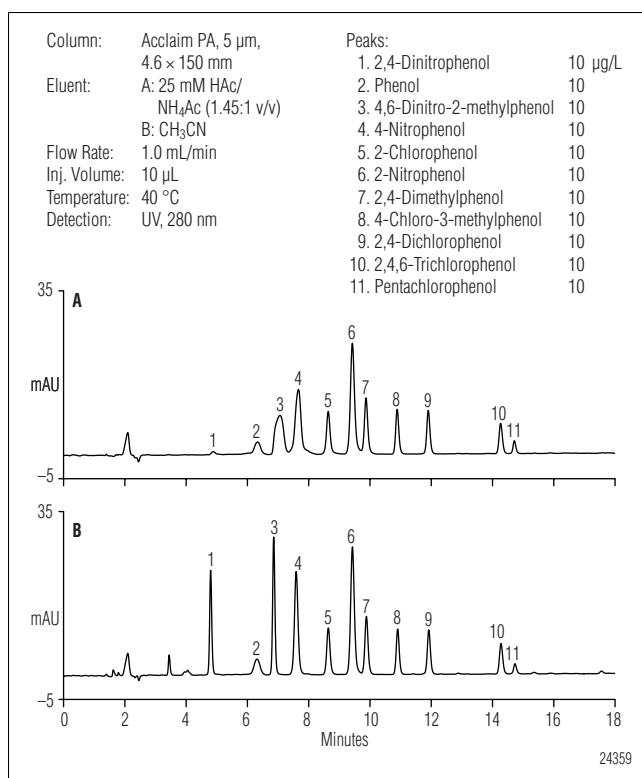 Column: Acclaim PA, 5 µm,
4.6 × 150 mm
Eluent: A: 25 mM HAc/
NH₄Ac (1.45:1 v/v)
B: CH₃CN
Flow Rate: 1.0 mL/min
Inj. Volume: 10 µL
Temperature: 40 °C
Detection: UV, 280 nm
Peaks:
1. 2,4-Dinitrophenol 10 µg/L
2. Phenol 10
3. 4,6-Dinitro-2-methylphenol 10
4. 4-Nitrophenol 10
5. 2-Chlorophenol 10
6. 2-Nitrophenol 10
7. 2,4-Dimethylphenol 10
8. 4-Chloro-3-methylphenol 10
9. 2,4-Dichlorophenol 10
10. 2,4,6-Trichlorophenol 10
11. Pentachlorophenol 10
35
A
mAU
–5
1 2 3 4 5 6 7 8 9 10 11
35
B
mAU
–5
1 2 3 4 5 6 7 8 9 10 11
0 2 4 6 8 10 12 14 16 18
Minutes
24359